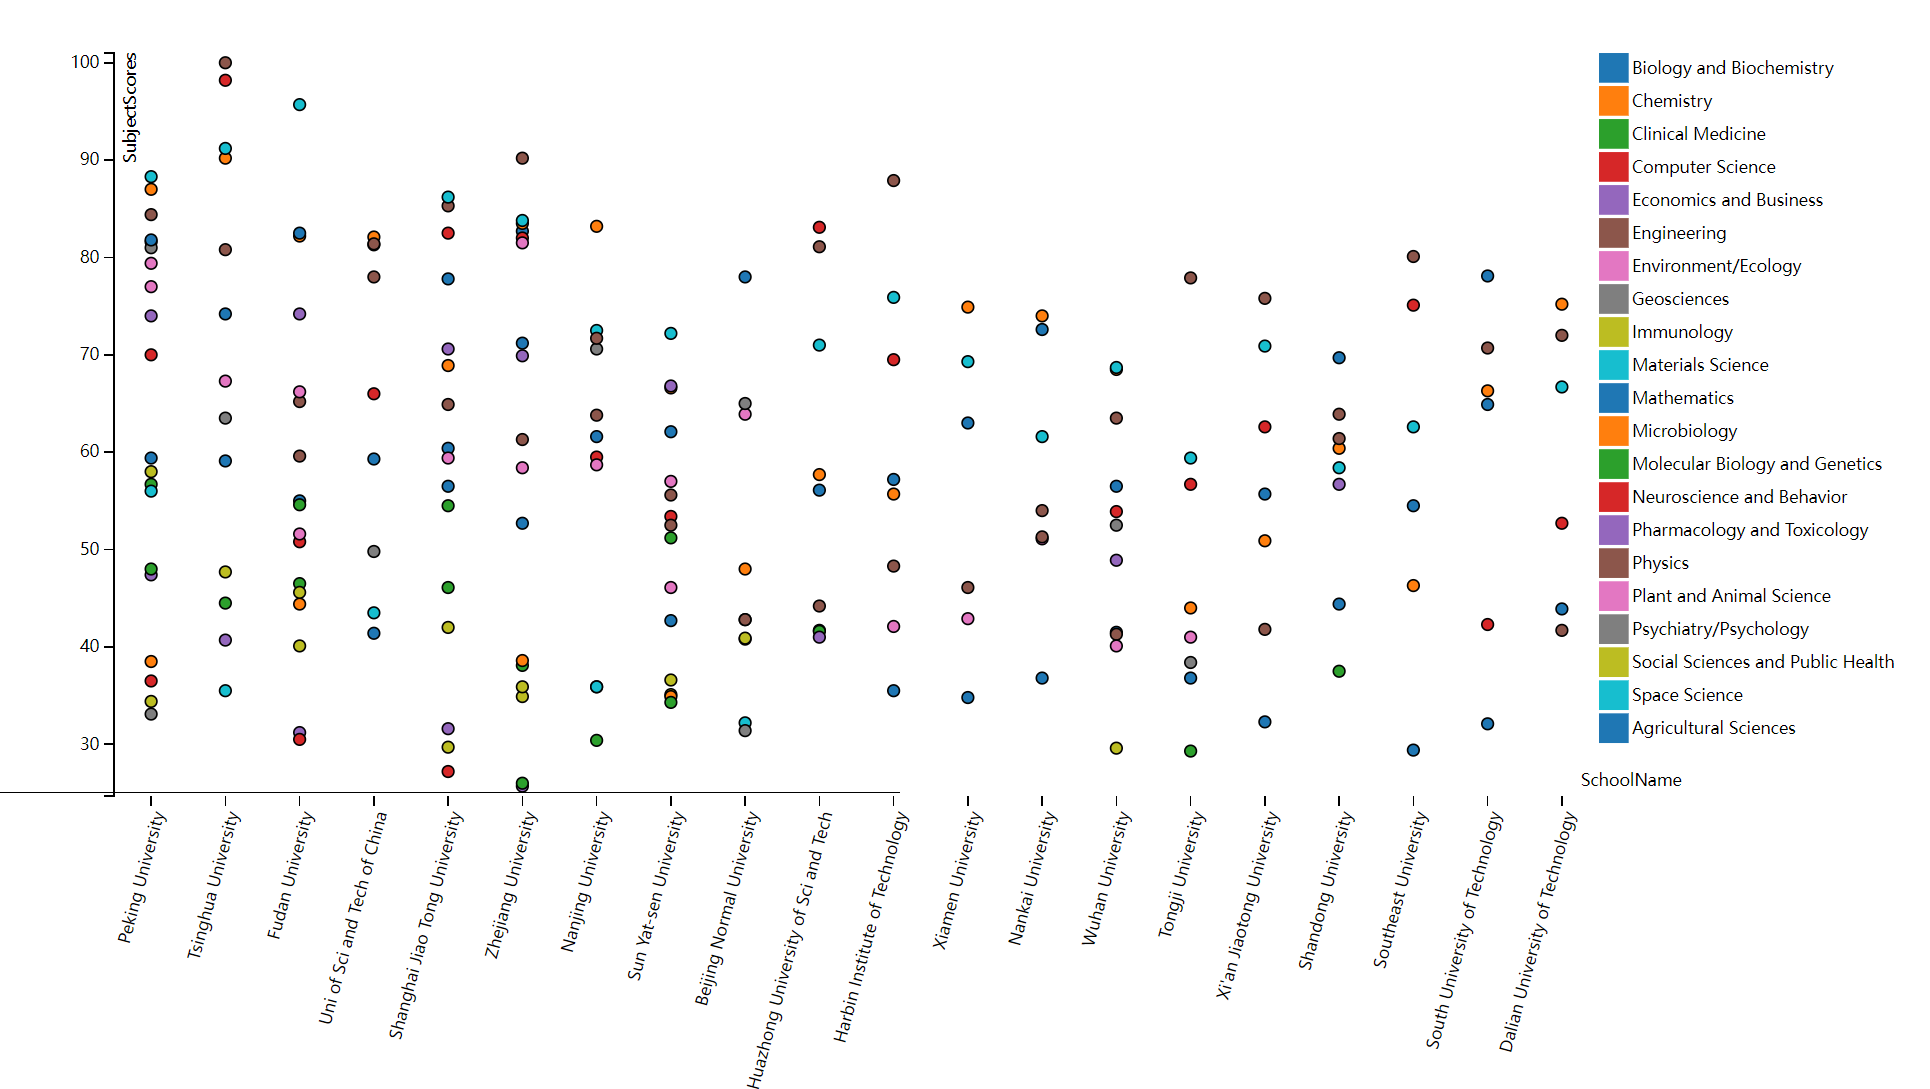 SubjectScores
100
90
80
70
60
50
40
30
Peking University
Tsinghua University
Fudan University
Uni of Sci and Tech of China
Shanghai Jiao Tong University
Zhejiang University
Nanjing University
Sun Yat-sen University
Beijing Normal University
Huazhong University of Sci and Tech
Harbin Institute of Technology
Xiamen University
Nankai University
Wuhan University
Tongji University
Xi'an Jiaotong University
Shandong University
Southeast University
South University of Technology
Dalian University of Technology
SchoolName
Biology and Biochemistry
Chemistry
Clinical Medicine
Computer Science
Economics and Business
Engineering
Environment/Ecology
Geosciences
Immunology
Materials Science
Mathematics
Microbiology
Molecular Biology and Genetics
Neuroscience and Behavior
Pharmacology and Toxicology
Physics
Plant and Animal Science
Psychiatry/Psychology
Social Sciences and Public Health
Space Science
Agricultural Sciences